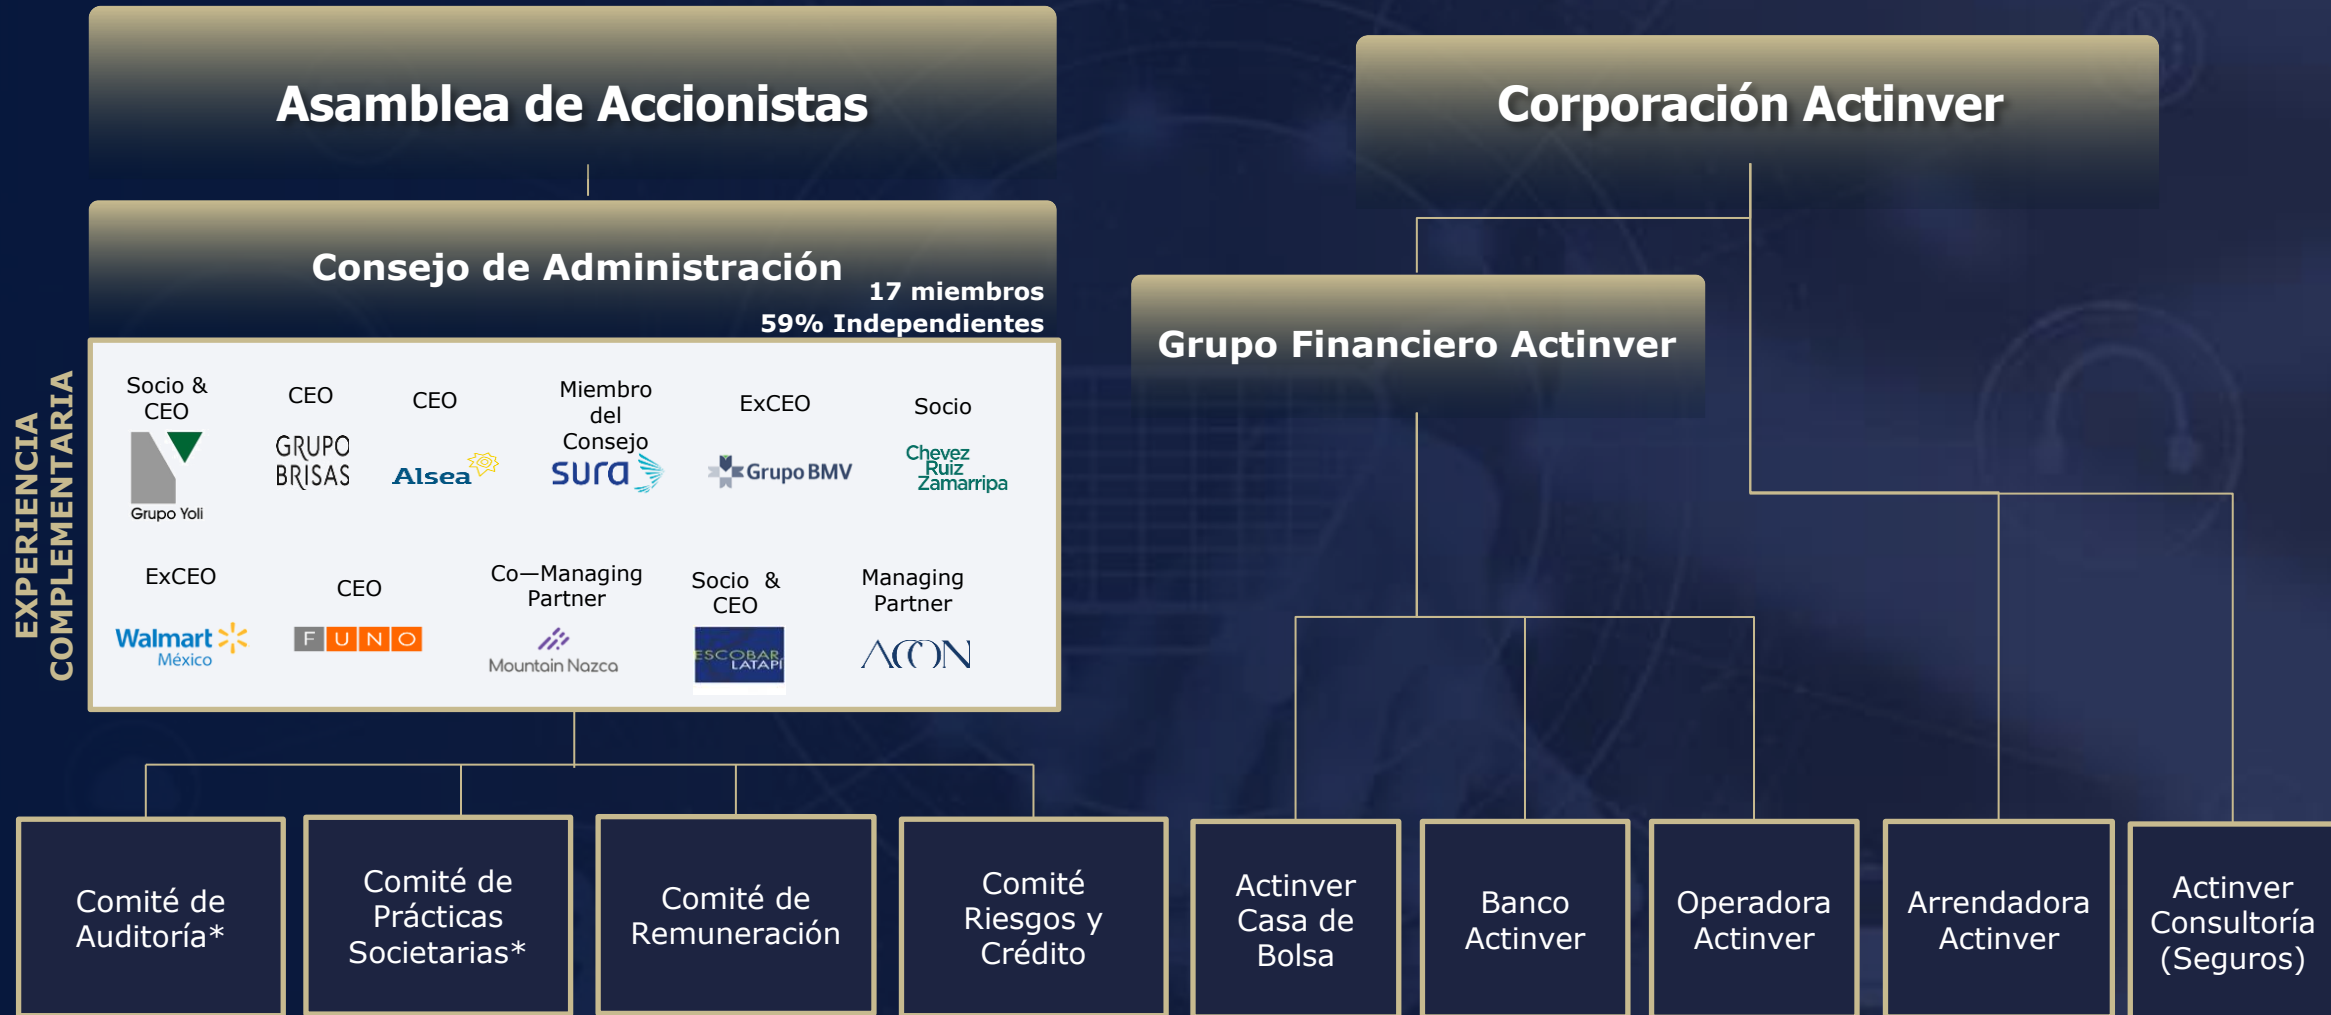 Asamblea de Accionistas
Consejo de Administración
17 miembros
59% Independientes
EXPERIENCIA
COMPLEMENTARIA
Socio &
CEO
Grupo Yoli
CEO
GRUPO
BRISAS
CEO
Alsea
Miembro
del
Consejo
sura
ExCEO
Grupo BMV
Socio
Chevez
Ruiz
Zamarripa
ExCEO
Walmart
México
CEO
FUNO
Co—Managing
Partner
Mountain Nazca
Socio &
CEO
ESCOBAR
LATAPI
Managing
Partner
ACON
Comité de
Auditoría*
Comité de
Prácticas
Societarias*
Comité de
Remuneración
Comité
Riesgos y
Crédito
Corporación Actinver
Grupo Financiero Actinver
Actinver
Casa de
Bolsa
Banco
Actinver
Operadora
Actinver
Arrendadora
Actinver
Actinver
Consultoría
(Seguros)